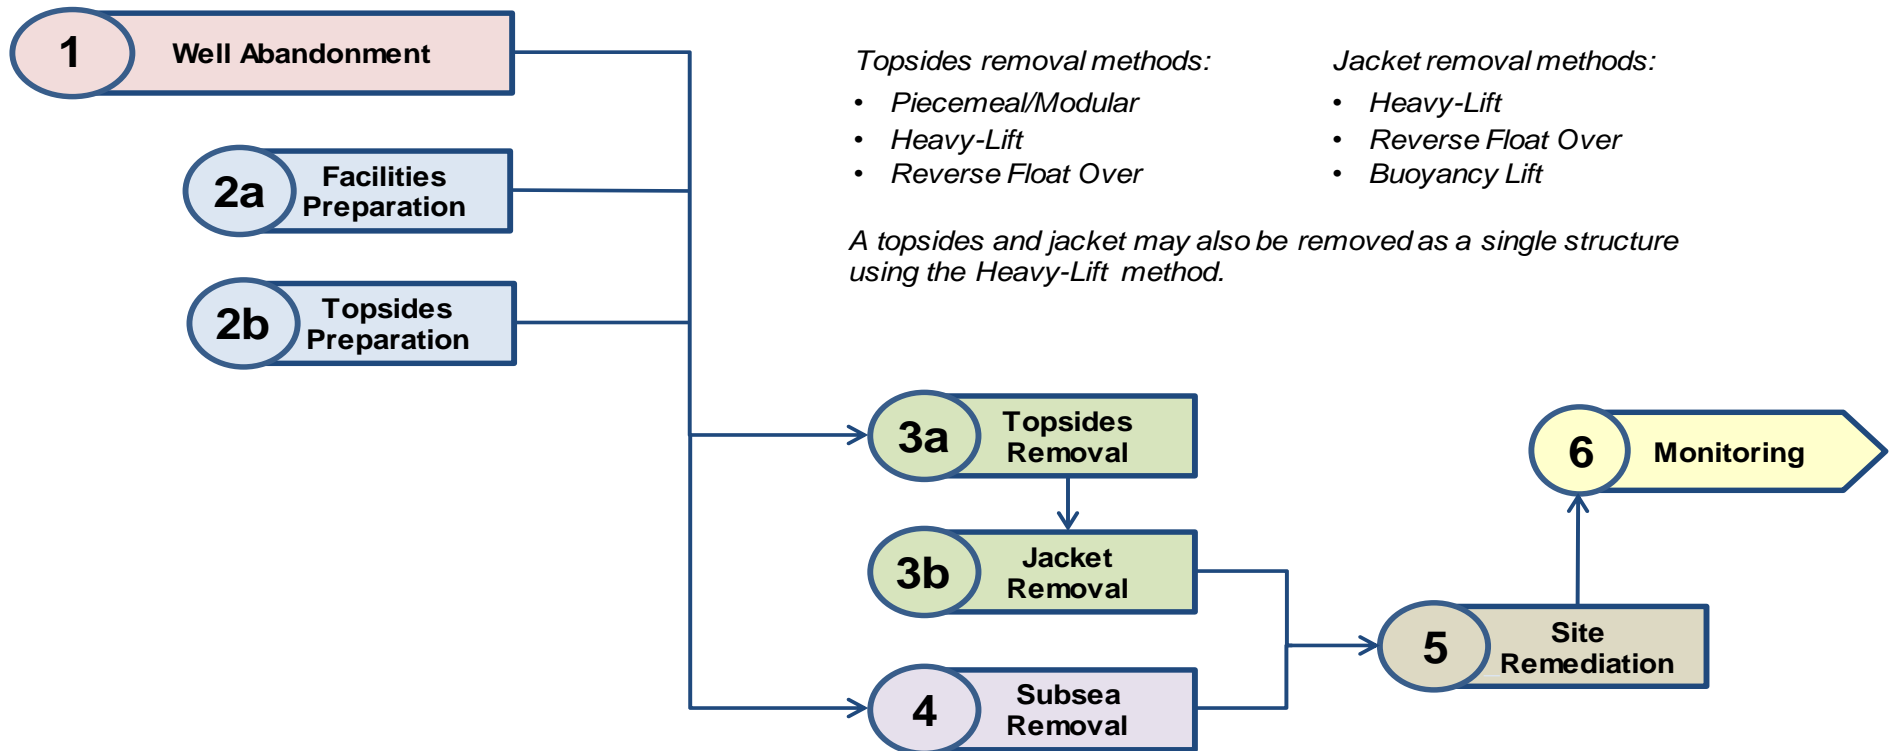 1 Well Abandonment
Topsides removal methods:
• Piecemeal/Modular
• Heavy-Lift
• Reverse Float Over
Jacket removal methods:
• Heavy-Lift
• Reverse Float Over
• Buoyancy Lift
A topsides and jacket may also be removed as a single structure
using the Heavy-Lift method.
2a Facilities
Preparation
2b Topsides
Preparation
3a Topsides
Removal
3b Jacket
Removal
4 Subsea
Removal
5 Site
Remediation
6 Monitoring